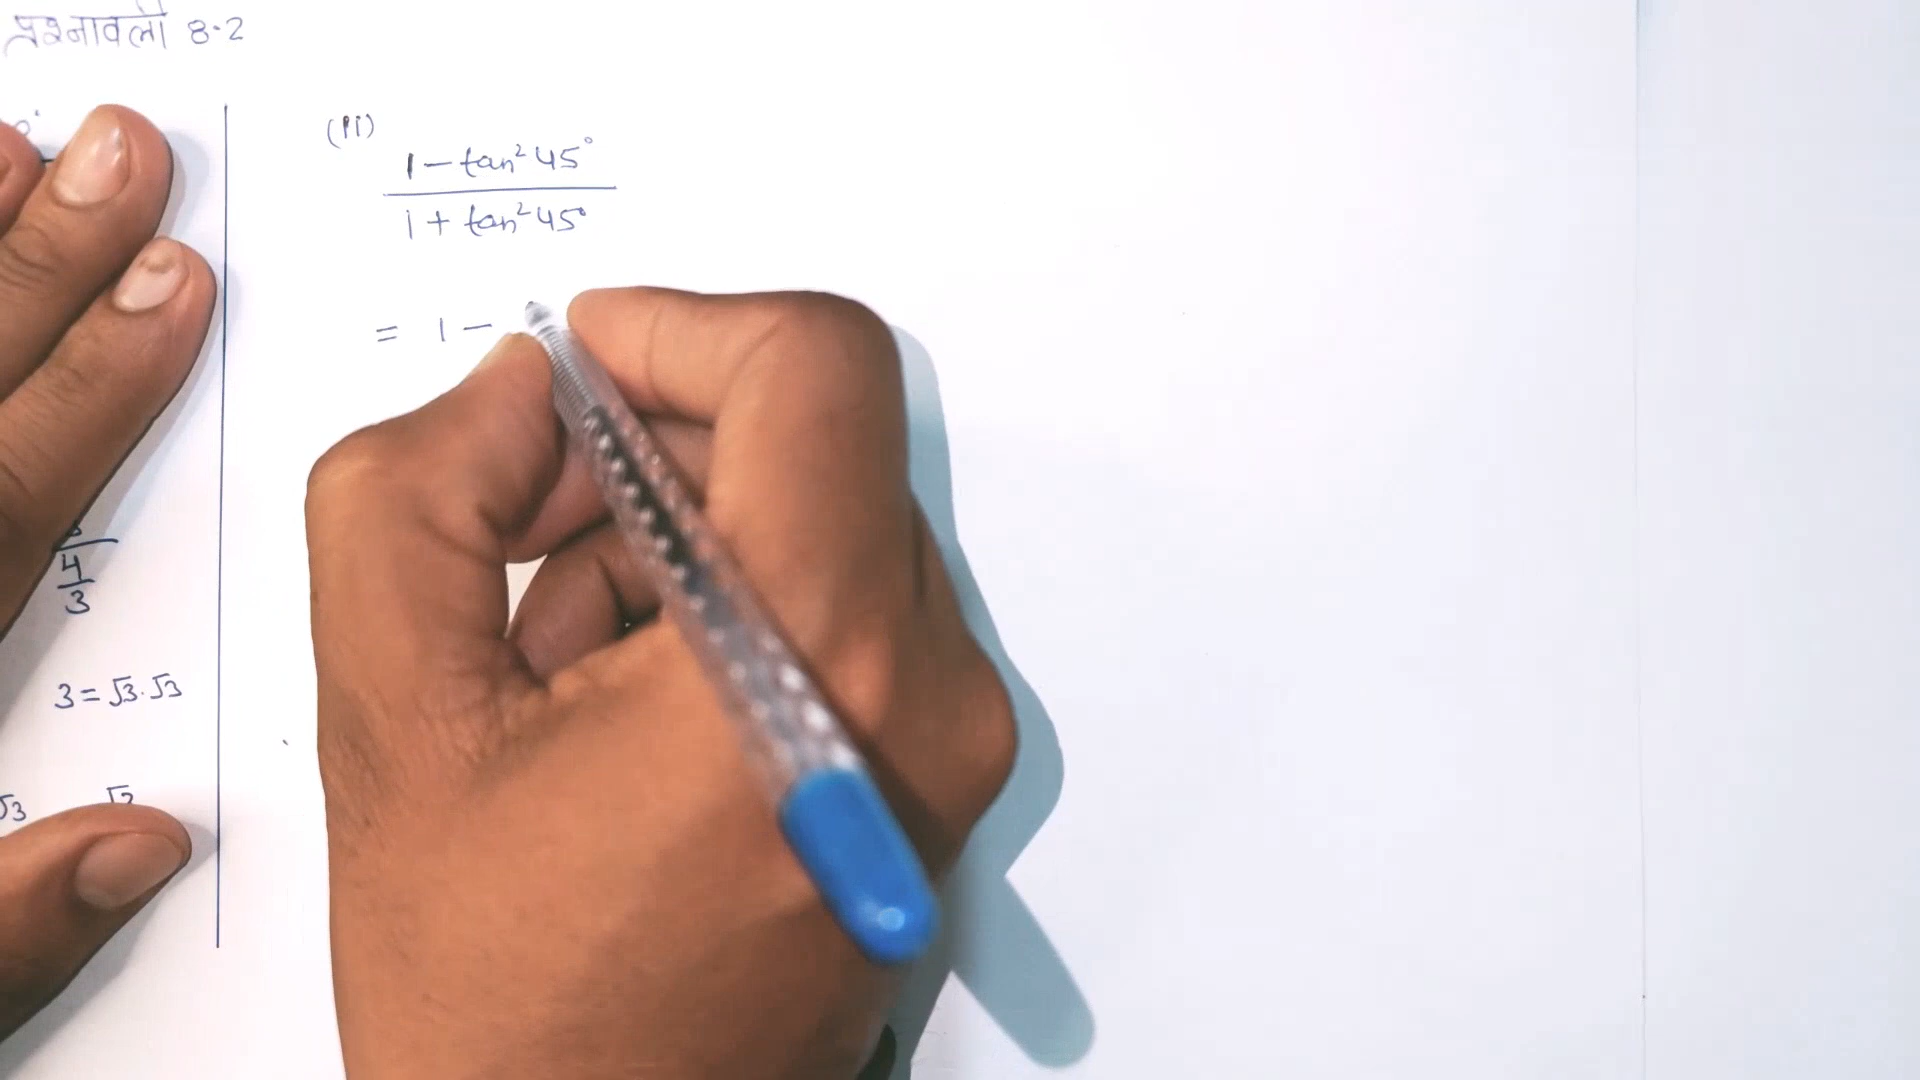 प्रश्नावली 8.2
(ii)
1 - tan² 45°
1 + tan² 45°
= 1 -
4
3
3 = √3·√3
√3